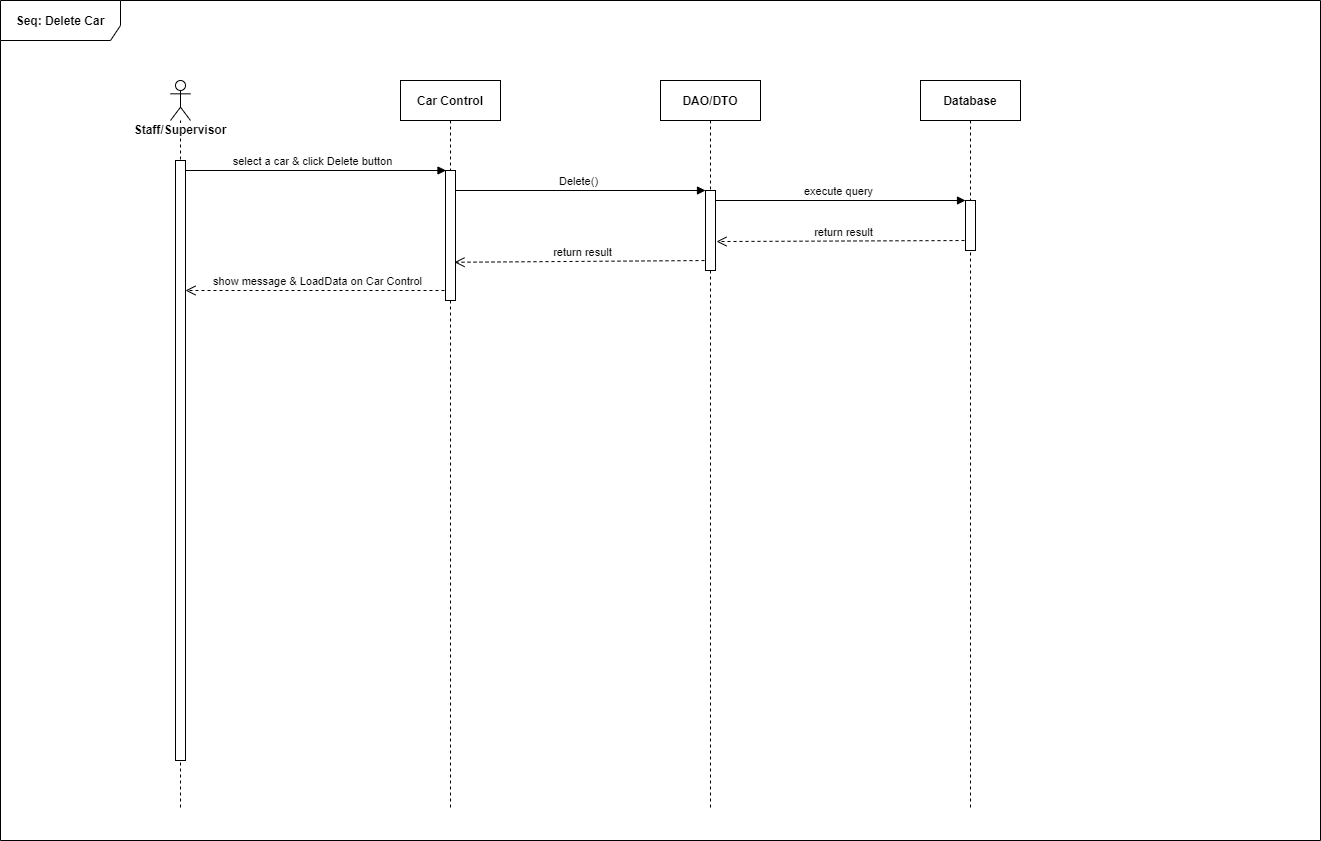 Seq: Delete Car
Staff/Supervisor
Car Control
DAO/DTO
Database
select a car & click Delete button
Delete()
execute query
return result
return result
show message & LoadData on Car Control